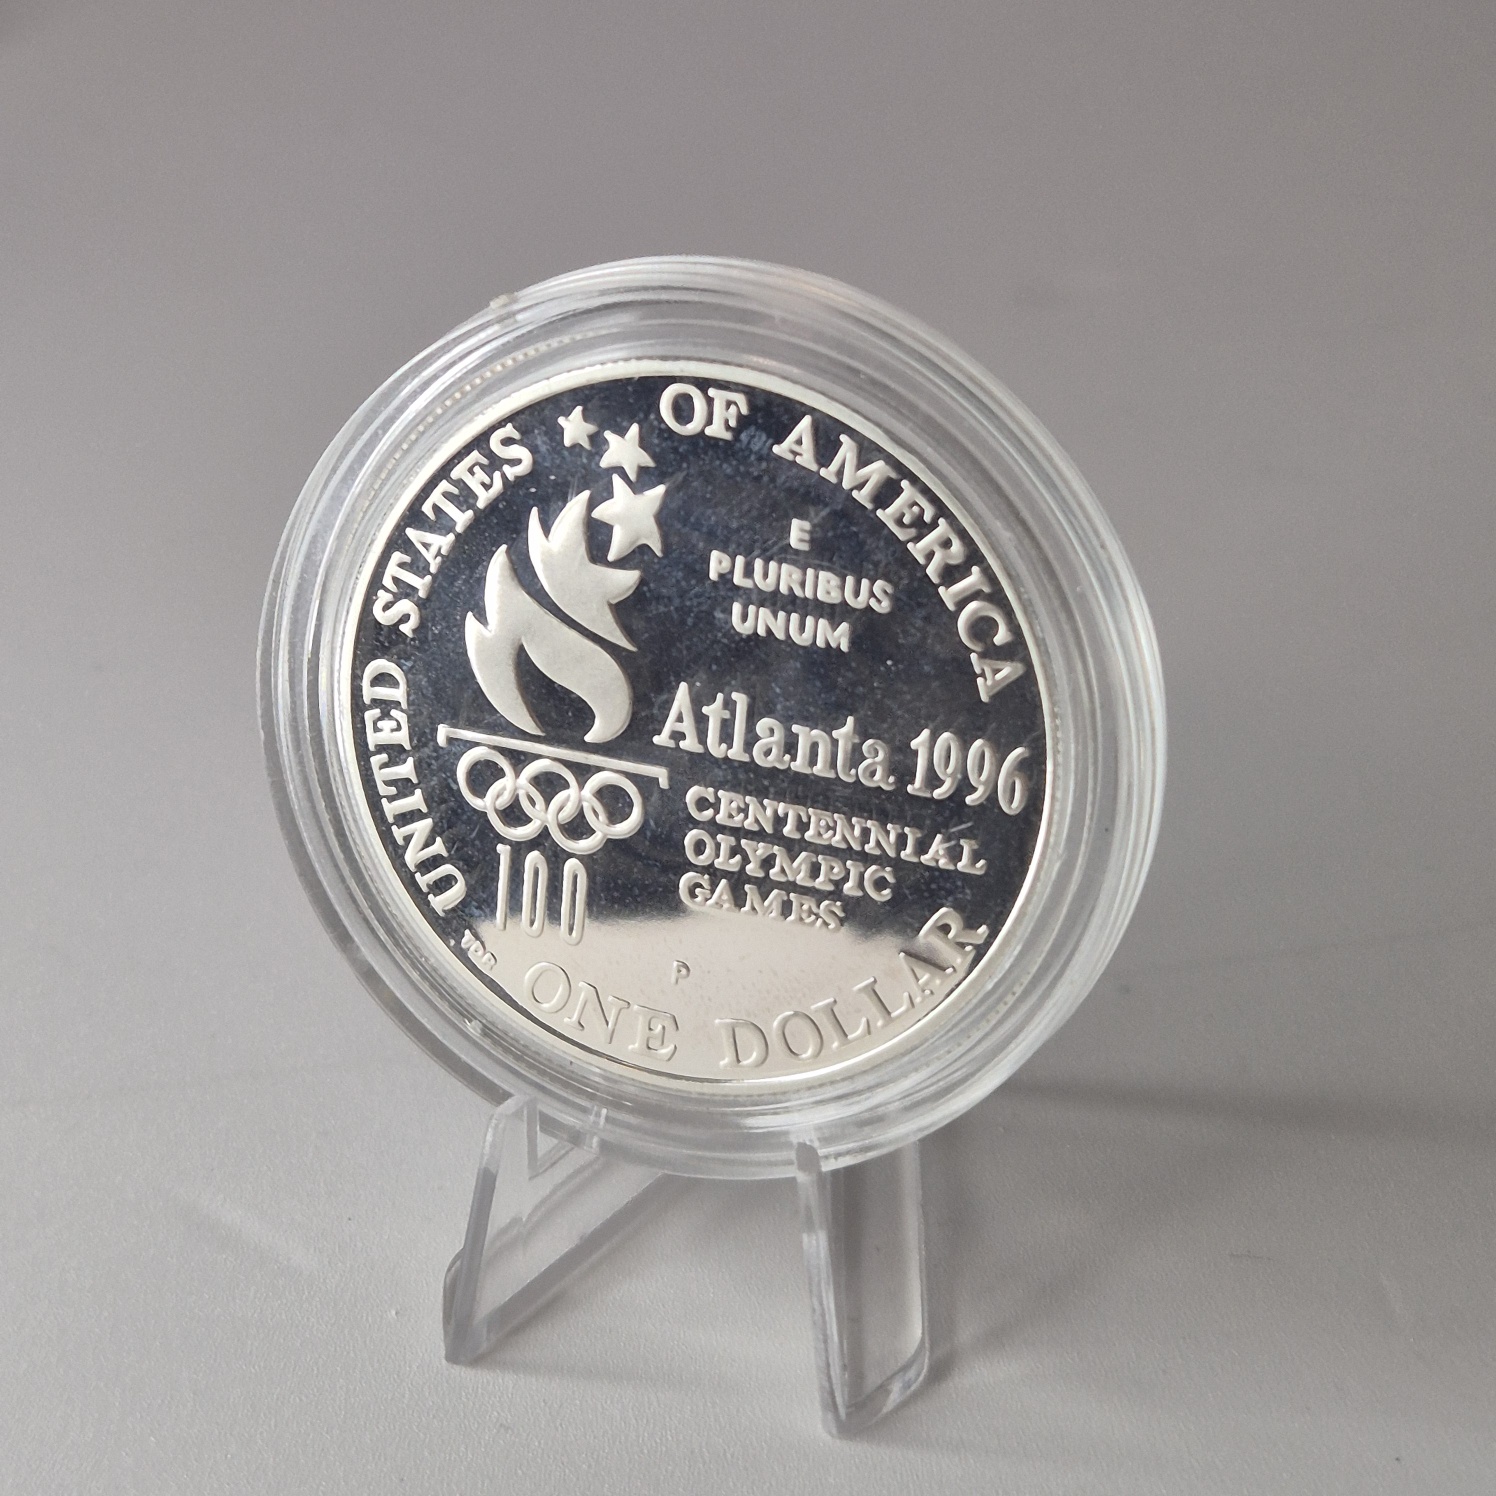 UNITED STATES OF AMERICA
E
PLURIBUS
UNUM
Atlanta 1996
CENTENNIAL
OLYMPIC
GAMES
100
P
ONE DOLLAR